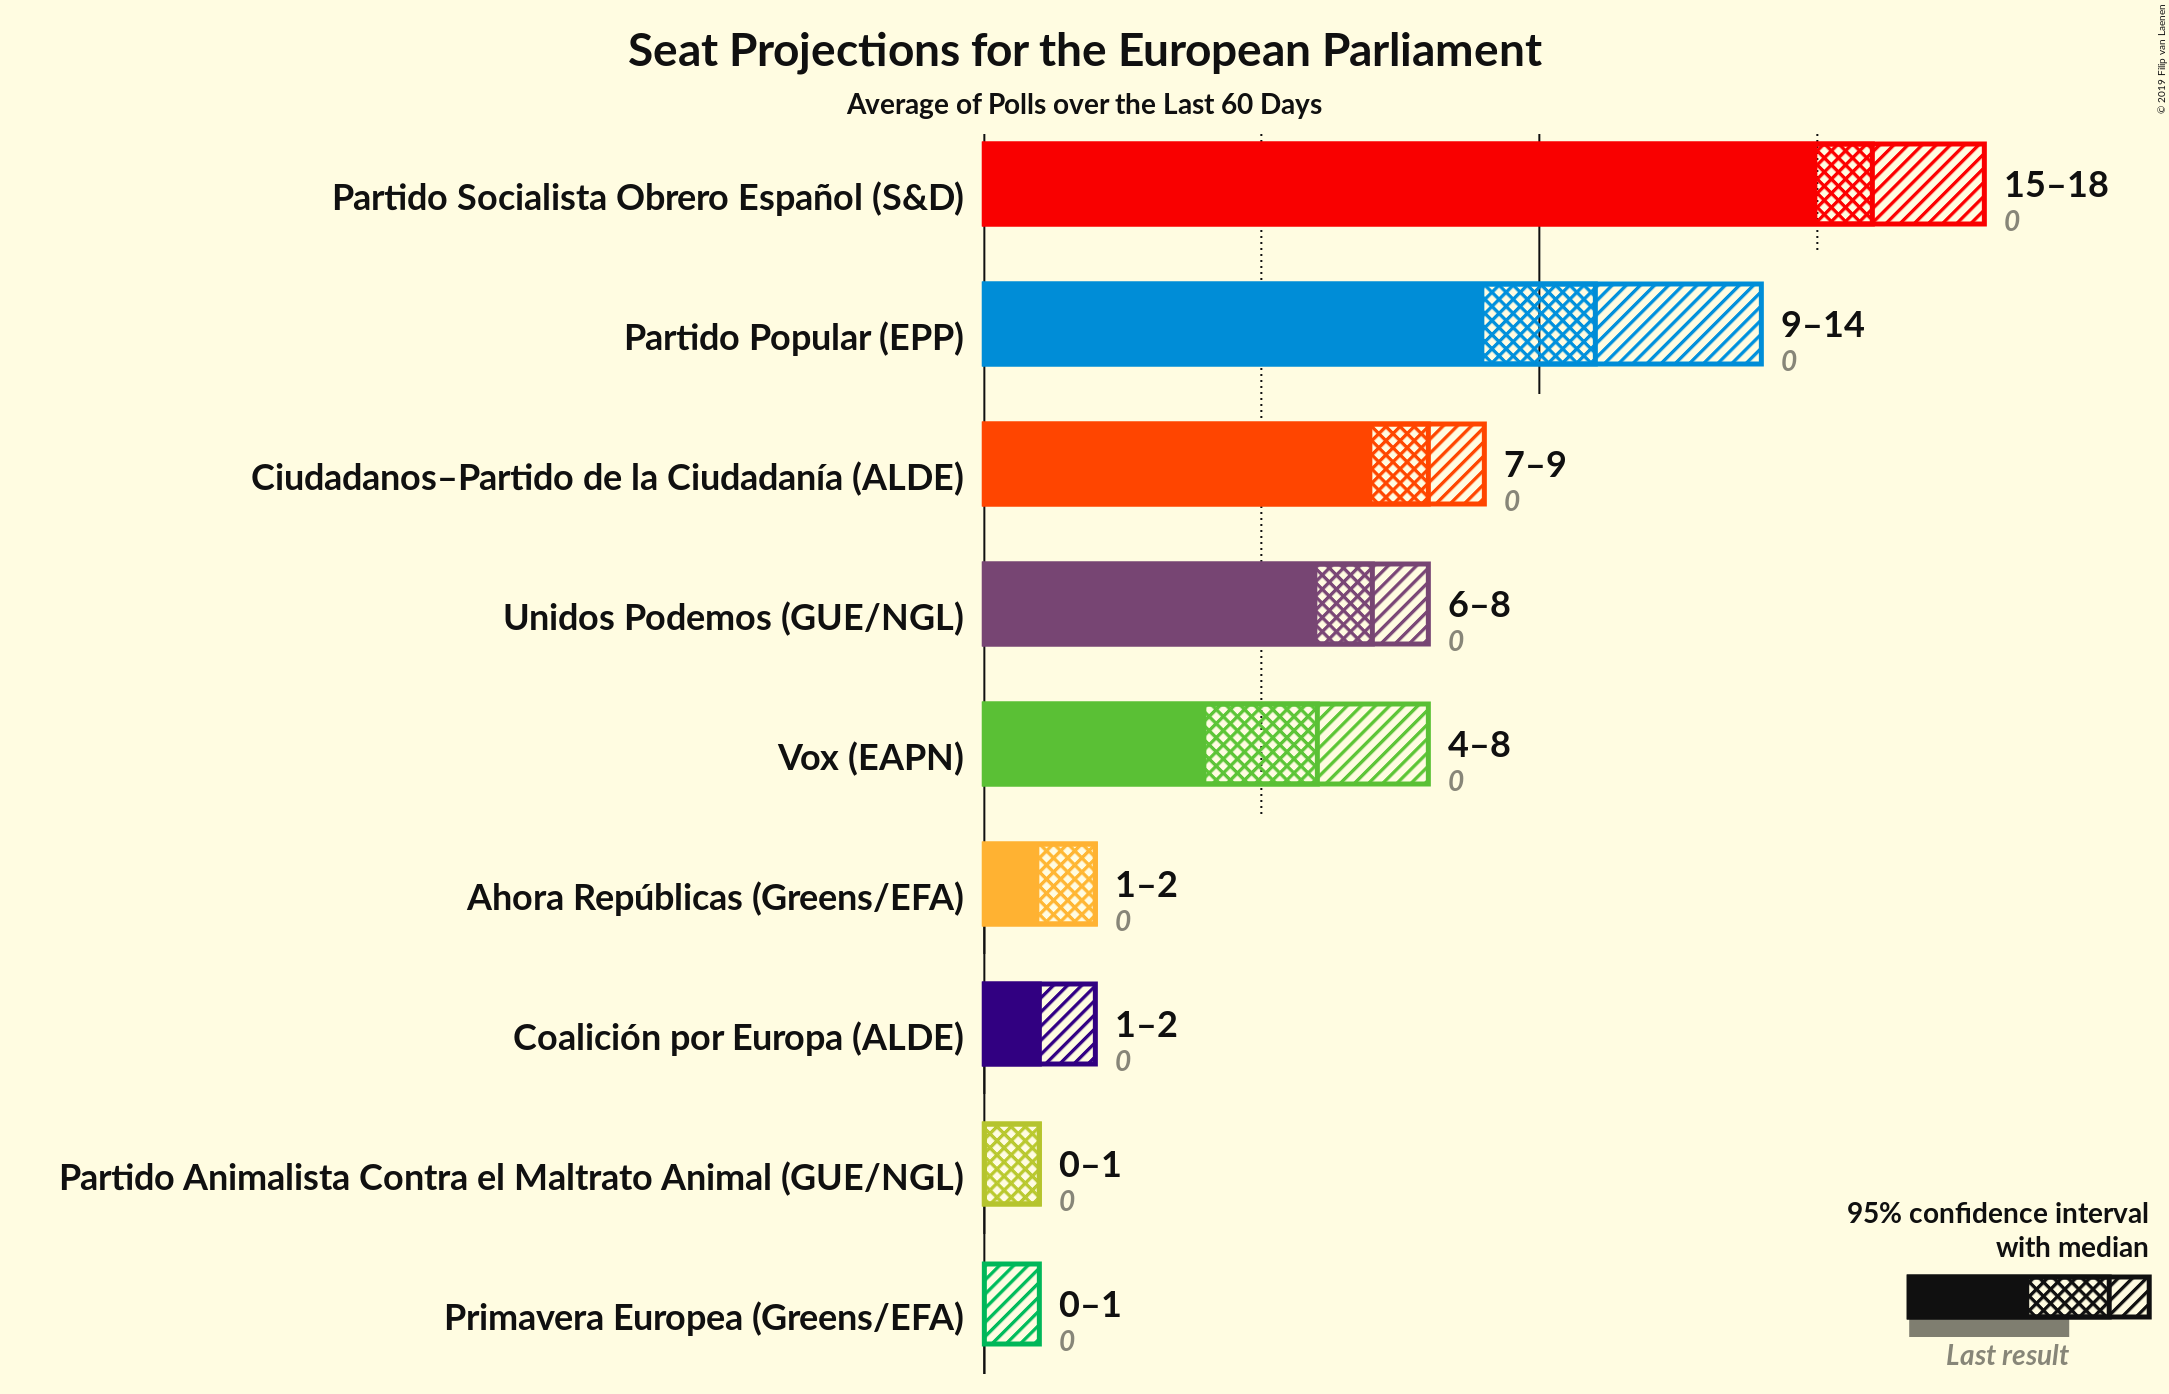 Seat Projections for the European Parliament
Average of Polls over the Last 60 Days
© 2019 Filip van Laenen
Partido Socialista Obrero Español (S&D)
15–18
0
Partido Popular (EPP)
9–14
0
Ciudadanos–Partido de la Ciudadanía (ALDE)
7–9
0
Unidos Podemos (GUE/NGL)
6–8
0
Vox (EAPN)
4–8
0
Ahora Repúblicas (Greens/EFA)
1–2
0
Coalición por Europa (ALDE)
1–2
0
Partido Animalista Contra el Maltrato Animal (GUE/NGL)
0–1
0
Primavera Europea (Greens/EFA)
0–1
0
95% confidence interval
with median
Last result